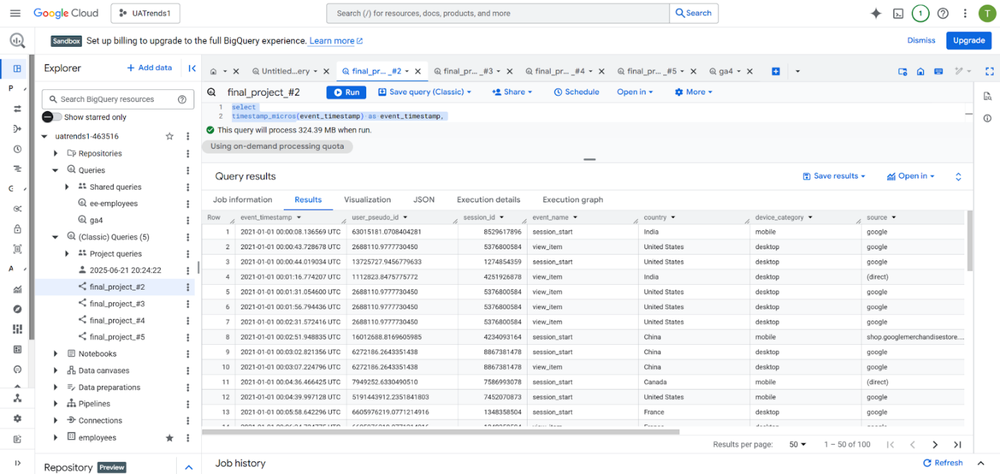 Google Cloud UATrends1 Search (/) for resources, docs, products, and more Search 1 T
Sandbox Set up billing to upgrade to the full BigQuery experience. Learn more Dismiss Upgrade
Explorer + Add data
Untitled...ery final_pr... _#2 final_pr... _#3 final_pr... _#4 final_pr... _#5 ga4
P
Search BigQuery resources
Show starred only
uatrends1-463516
Repositories
Queries
Shared queries
ee-employees
ga4
(Classic) Queries (5)
Project queries
2025-06-21 20:24:22
final_project_#2
final_project_#3
final_project_#4
final_project_#5
Notebooks
Data canvases
Data preparations
Pipelines
Connections
employees
Repository Preview
A
final_project_#2 Run Save query (Classic) Share Schedule Open in More
1 select
2 timestamp_micros(event_timestamp) as event_timestamp,
This query will process 324.39 MB when run.
Using on-demand processing quota
Query results Save results Open in
Job information Results Visualization JSON Execution details Execution graph
Row event_timestamp user_pseudo_id session_id event_name country device_category source
1 2021-01-01 00:00:08.136569 UTC 63015181.0708404281 8529617896 session_start India mobile google
2 2021-01-01 00:00:43.728678 UTC 2688110.9777730450 5376800584 view_item United States desktop google
3 2021-01-01 00:00:44.019034 UTC 13725727.9456779633 1274854359 session_start United States desktop google
4 2021-01-01 00:01:16.774207 UTC 1112823.8475775772 4251926878 view_item India mobile (direct)
5 2021-01-01 00:01:31.054600 UTC 2688110.9777730450 5376800584 view_item United States desktop google
6 2021-01-01 00:01:56.794436 UTC 2688110.9777730450 5376800584 view_item United States desktop google
7 2021-01-01 00:02:31.572416 UTC 2688110.9777730450 5376800584 view_item United States desktop google
8 2021-01-01 00:02:51.948835 UTC 16012688.8169605985 4234093164 session_start China mobile shop.googlemerchandisestore....
9 2021-01-01 00:03:02.821356 UTC 6272186.2643351438 8867381478 session_start China desktop google
10 2021-01-01 00:03:07.224796 UTC 6272186.2643351438 8867381478 view_item China desktop google
11 2021-01-01 00:04:36.466425 UTC 7949252.6330490510 7586993078 session_start Canada mobile (direct)
12 2021-01-01 00:04:39.997128 UTC 5191443912.2351841803 7452070873 session_start United States mobile google
13 2021-01-01 00:05:58.642296 UTC 6605976219.0771214916 1348358504 session_start France desktop google
Results per page: 50 1 – 50 of 100
Job history Refresh